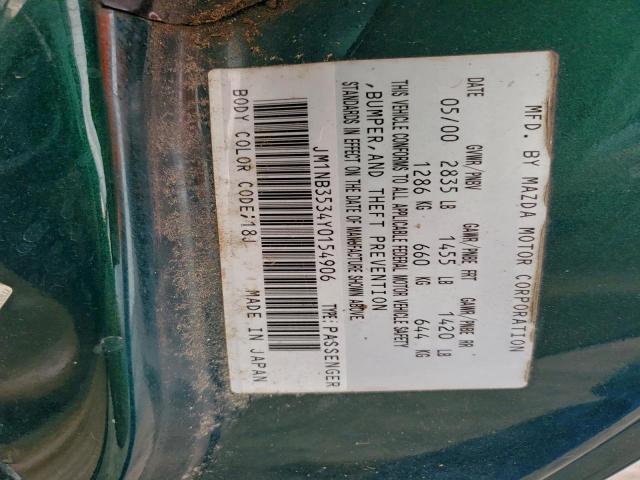 MFD. BY MAZDA MOTOR CORPORATION
DATE GVWR/PNBV GAWR/PNBE FRT GAWR/PNBE RR
05/00 2835 LB 1455 LB 1420 LB
1286 KG 660 KG 644 KG
THIS VEHICLE CONFORMS TO ALL APPLICABLE FEDERAL MOTOR VEHICLE SAFETY
,BUMPER,AND THEFT PREVENTION
STANDARDS IN EFFECT ON THE DATE OF MANUFACTURE SHOWN ABOVE.
JM1NB3534Y0154906 TYPE:PASSENGER
BODY COLOR CODE;18J MADE IN JAPAN